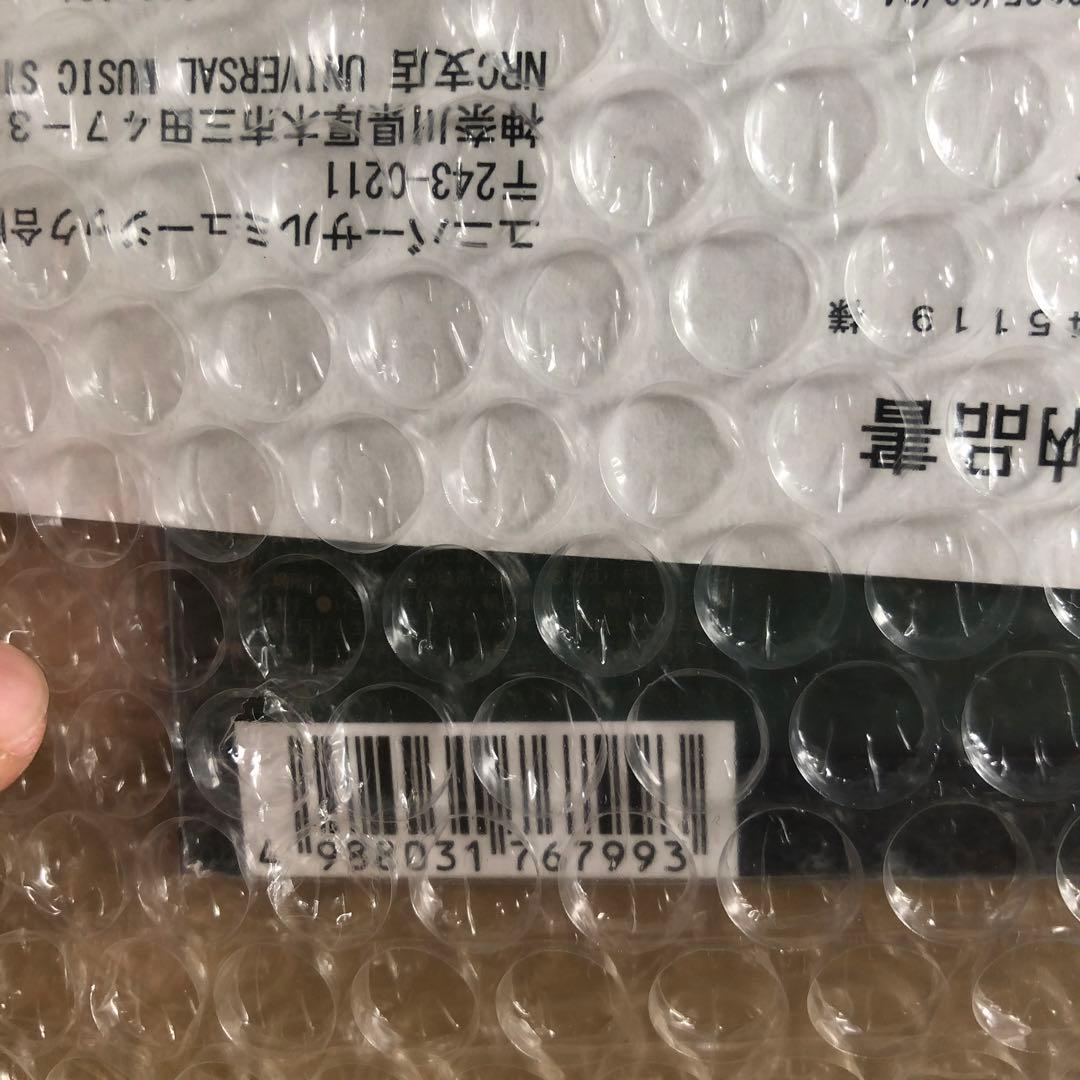 納品書
5119 様
ユニバーサルミュージック合
〒243-0211
神奈川県厚木市三田47-3
NRC支店 UNIVERSAL MUSIC ST
4 988031 767993